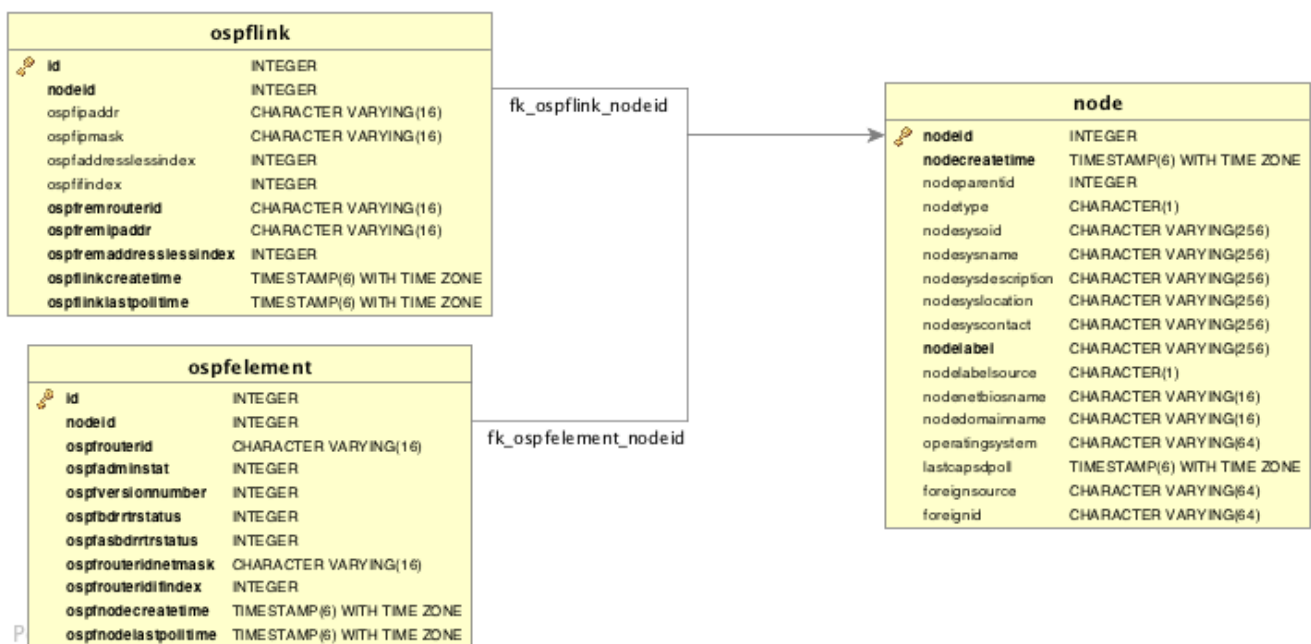 ospflink
id INTEGER
nodeid INTEGER
ospfipaddr CHARACTER VARYING(16)
ospfipmask CHARACTER VARYING(16)
ospfaddresslessindex INTEGER
ospfifindex INTEGER
ospfremrouterid CHARACTER VARYING(16)
ospfremipaddr CHARACTER VARYING(16)
ospfremaddresslessindex INTEGER
ospflinkcreatetime TIMESTAMP(6) WITH TIME ZONE
ospflinklastpolltime TIMESTAMP(6) WITH TIME ZONE
fk_ospflink_nodeid
ospfelement
id INTEGER
nodeid INTEGER
ospfrouterid CHARACTER VARYING(16)
ospfadminstat INTEGER
ospfversionnumber INTEGER
ospfbdrrtrstatus INTEGER
ospfasbdrrtrstatus INTEGER
ospfrouteridnetmask CHARACTER VARYING(16)
ospfrouteridifindex INTEGER
ospfnodecreatetime TIMESTAMP(6) WITH TIME ZONE
ospfnodelastpolltime TIMESTAMP(6) WITH TIME ZONE
fk_ospfelement_nodeid
node
nodeid INTEGER
nodecreatetime TIMESTAMP(6) WITH TIME ZONE
nodeparentid INTEGER
nodetype CHARACTER(1)
nodesysoid CHARACTER VARYING(256)
nodesysname CHARACTER VARYING(256)
nodesysdescription CHARACTER VARYING(256)
nodesyslocation CHARACTER VARYING(256)
nodesyscontact CHARACTER VARYING(256)
nodelabel CHARACTER VARYING(256)
nodelabelsource CHARACTER(1)
nodenetbiosname CHARACTER VARYING(16)
nodedomainname CHARACTER VARYING(16)
operatingsystem CHARACTER VARYING(64)
lastcapsdpoll TIMESTAMP(6) WITH TIME ZONE
foreignsource CHARACTER VARYING(64)
foreignid CHARACTER VARYING(64)